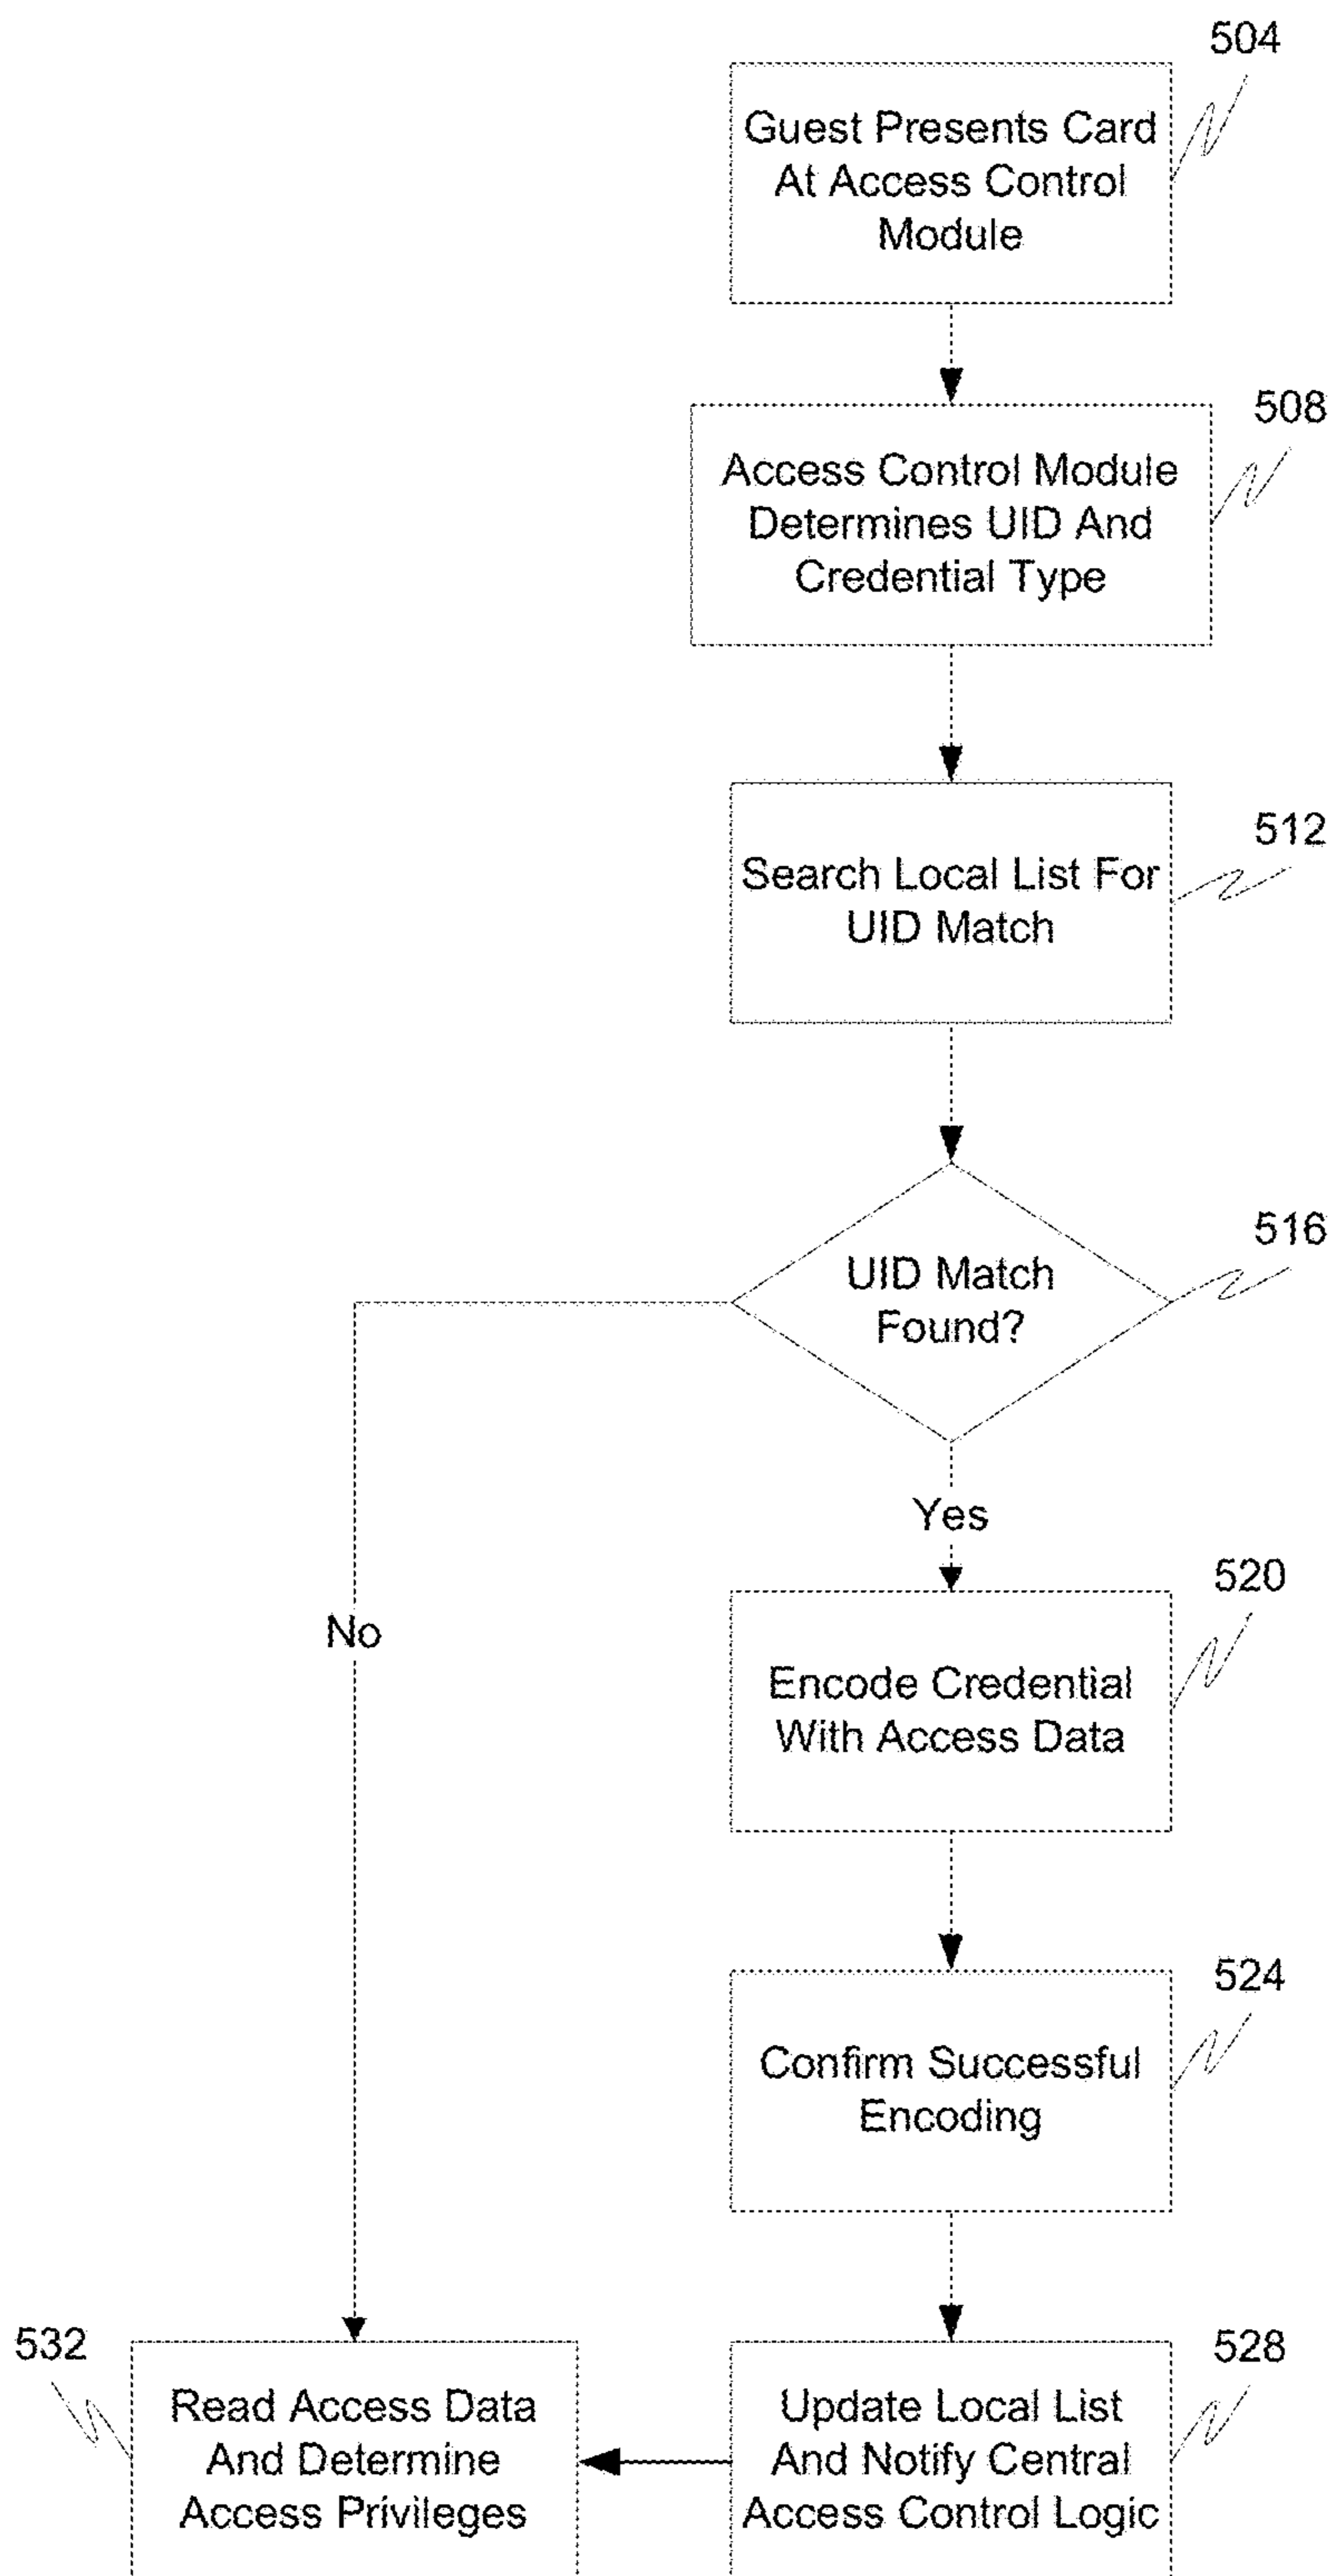 504
Guest Presents Card
At Access Control
Module
508
Access Control Module
Determines UID And
Credential Type
512
Search Local List For
UID Match
516
UID Match
Found?
Yes
No
520
Encode Credential
With Access Data
524
Confirm Successful
Encoding
532
Read Access Data
And Determine
Access Privileges
528
Update Local List
And Notify Central
Access Control Logic